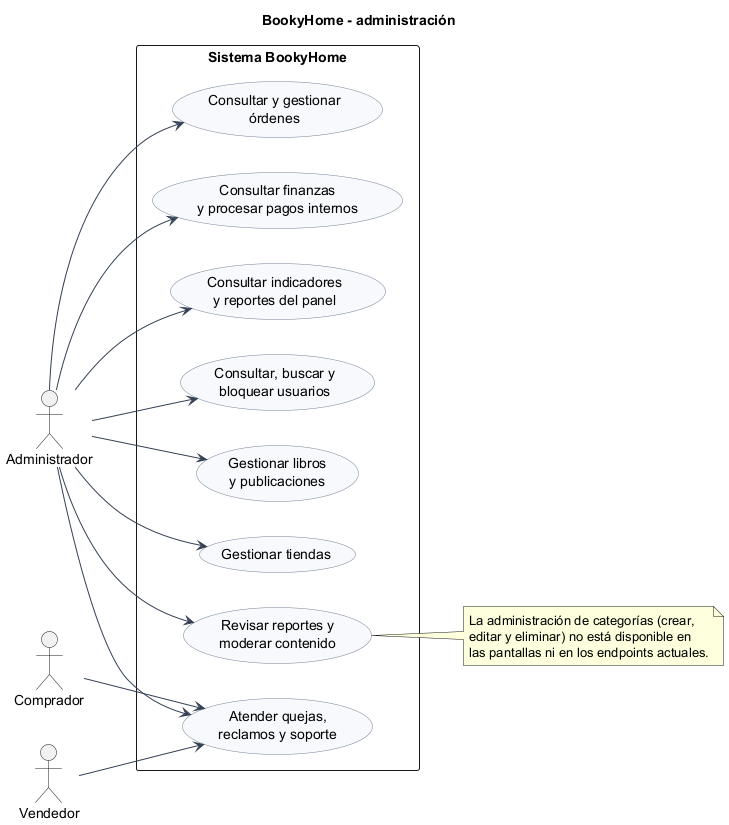 BookyHome - administración
Sistema BookyHome
Consultar y gestionar
órdenes
Consultar finanzas
y procesar pagos internos
Consultar indicadores
y reportes del panel
Consultar, buscar y
bloquear usuarios
Administrador
Gestionar libros
y publicaciones
Gestionar tiendas
Revisar reportes y
moderar contenido
La administración de categorías (crear,
editar y eliminar) no está disponible en
las pantallas ni en los endpoints actuales.
Comprador
Atender quejas,
reclamos y soporte
Vendedor